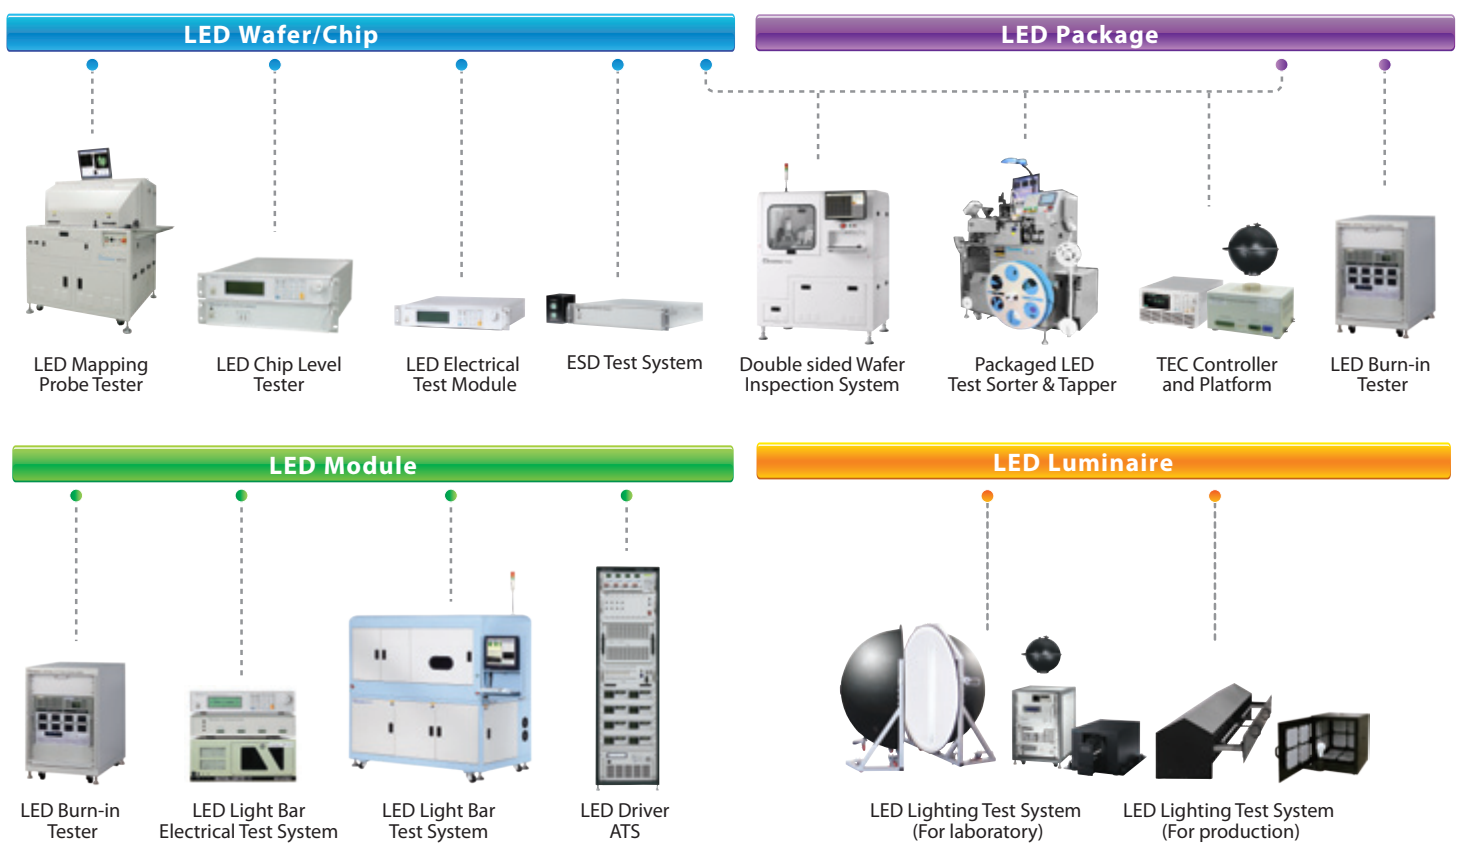 LED Wafer/Chip
LED Package
LED Mapping
Probe Tester
LED Chip Level
Tester
LED Electrical
Test Module
ESD Test System
Double sided Wafer
Inspection System
Packaged LED
Test Sorter & Tapper
TEC Controller
and Platform
LED Burn-in
Tester
LED Module
LED Luminaire
LED Burn-in
Tester
LED Light Bar
Electrical Test System
LED Light Bar
Test System
LED Driver
ATS
LED Lighting Test System
(For laboratory)
LED Lighting Test System
(For production)